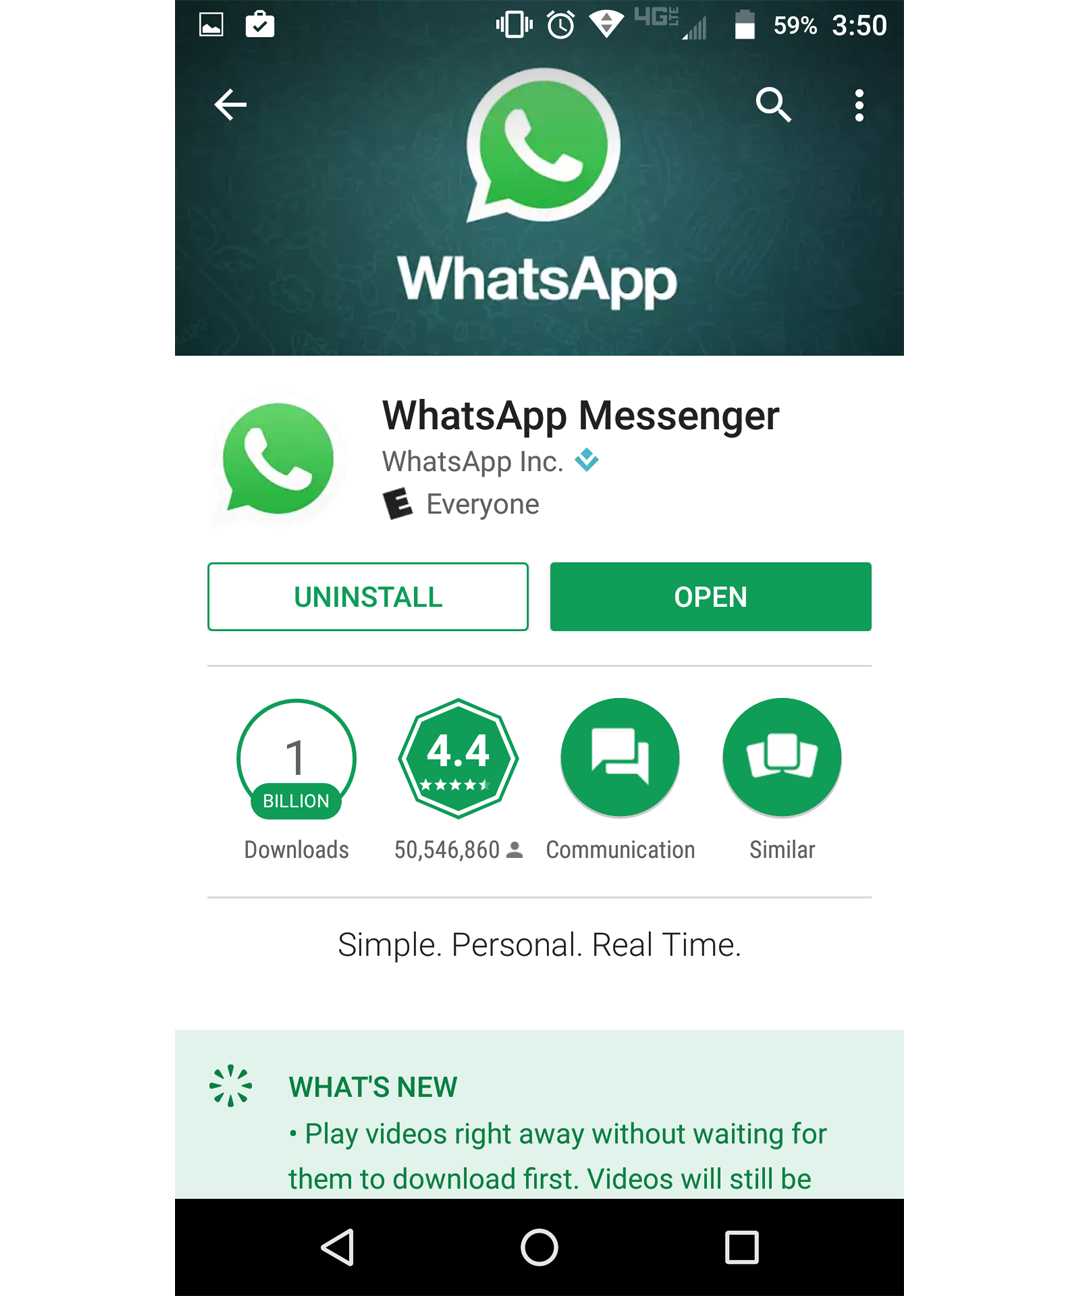 4G LTE 59% 3:50
WhatsApp
WhatsApp Messenger
WhatsApp Inc.
E Everyone
UNINSTALL OPEN
1
BILLION
4.4
Downloads 50,546,860 Communication Similar
Simple. Personal. Real Time.
WHAT'S NEW
• Play videos right away without waiting for
them to download first. Videos will still be